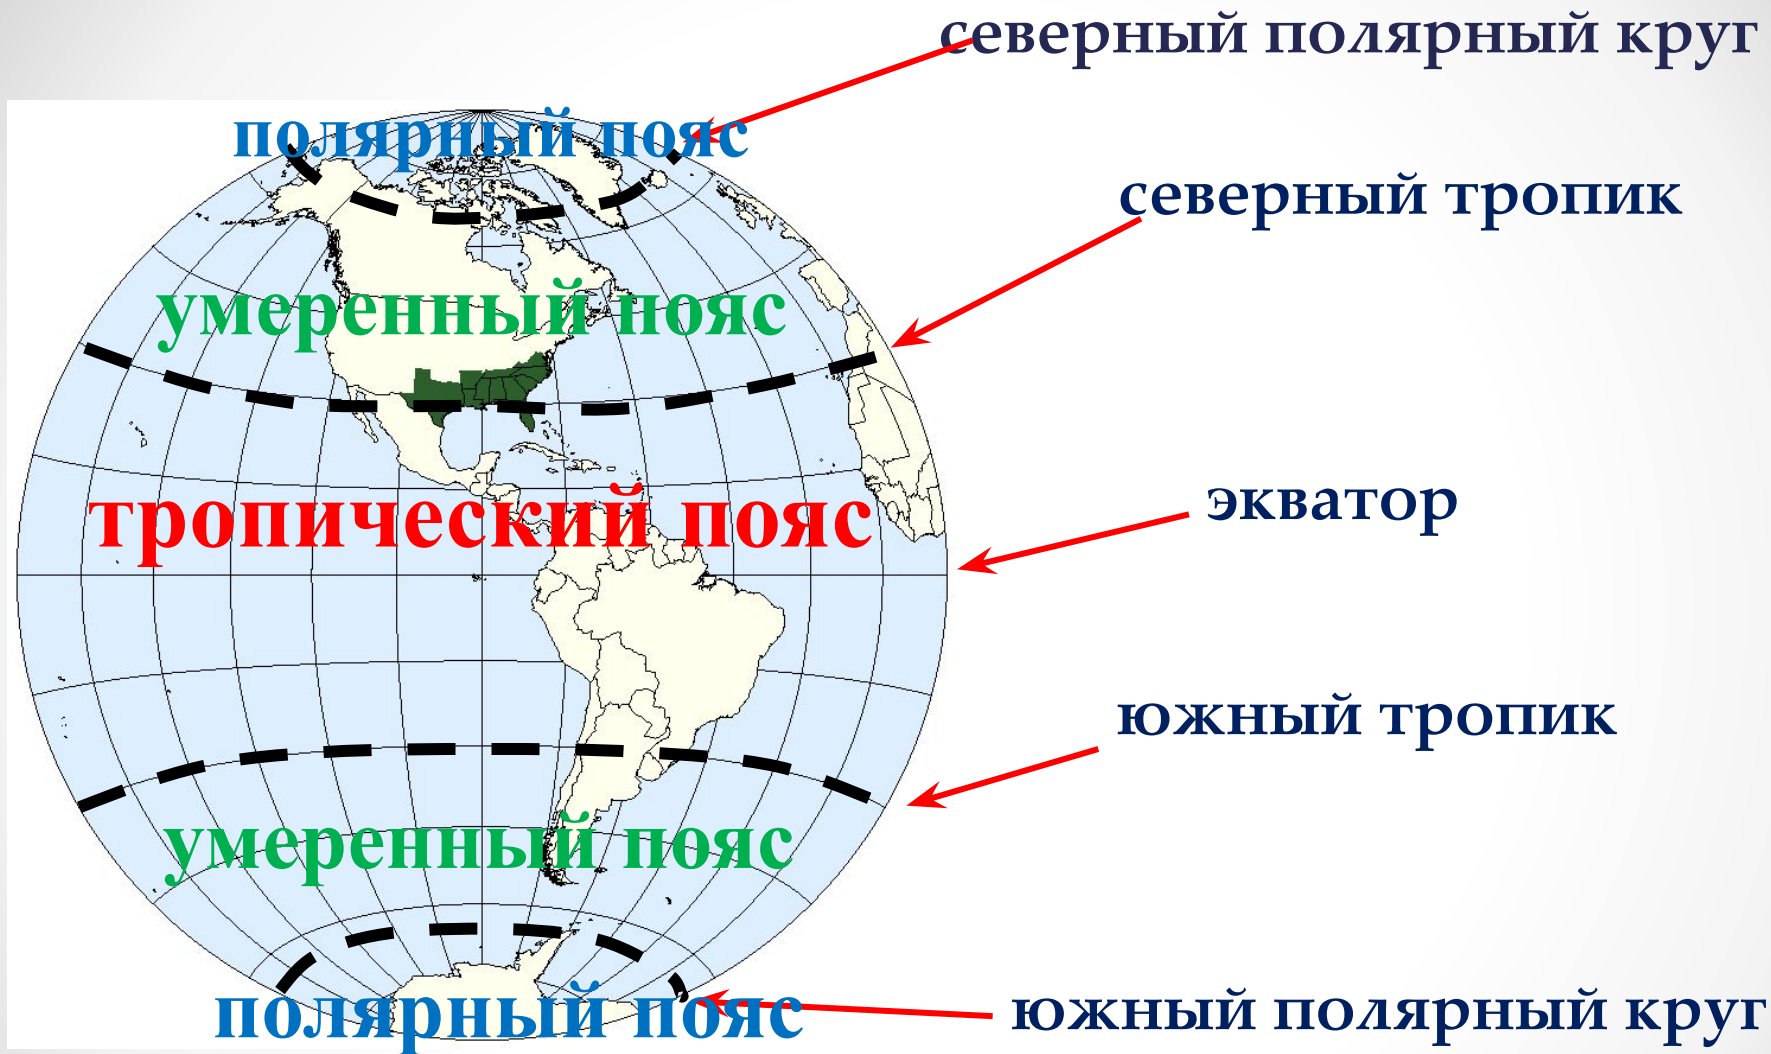 северный полярный круг
полярный пояс
северный тропик
умеренный пояс
экватор
тропический пояс
южный тропик
умеренный пояс
южный полярный круг
полярный пояс